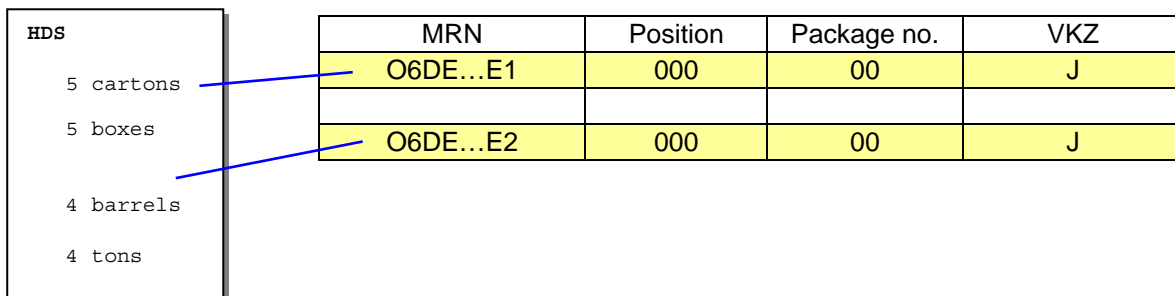 HDS
5 cartons
5 boxes
4 barrels
4 tons
MRN Position Package no. VKZ
O6DE…E1 000 00 J
O6DE…E2 000 00 J